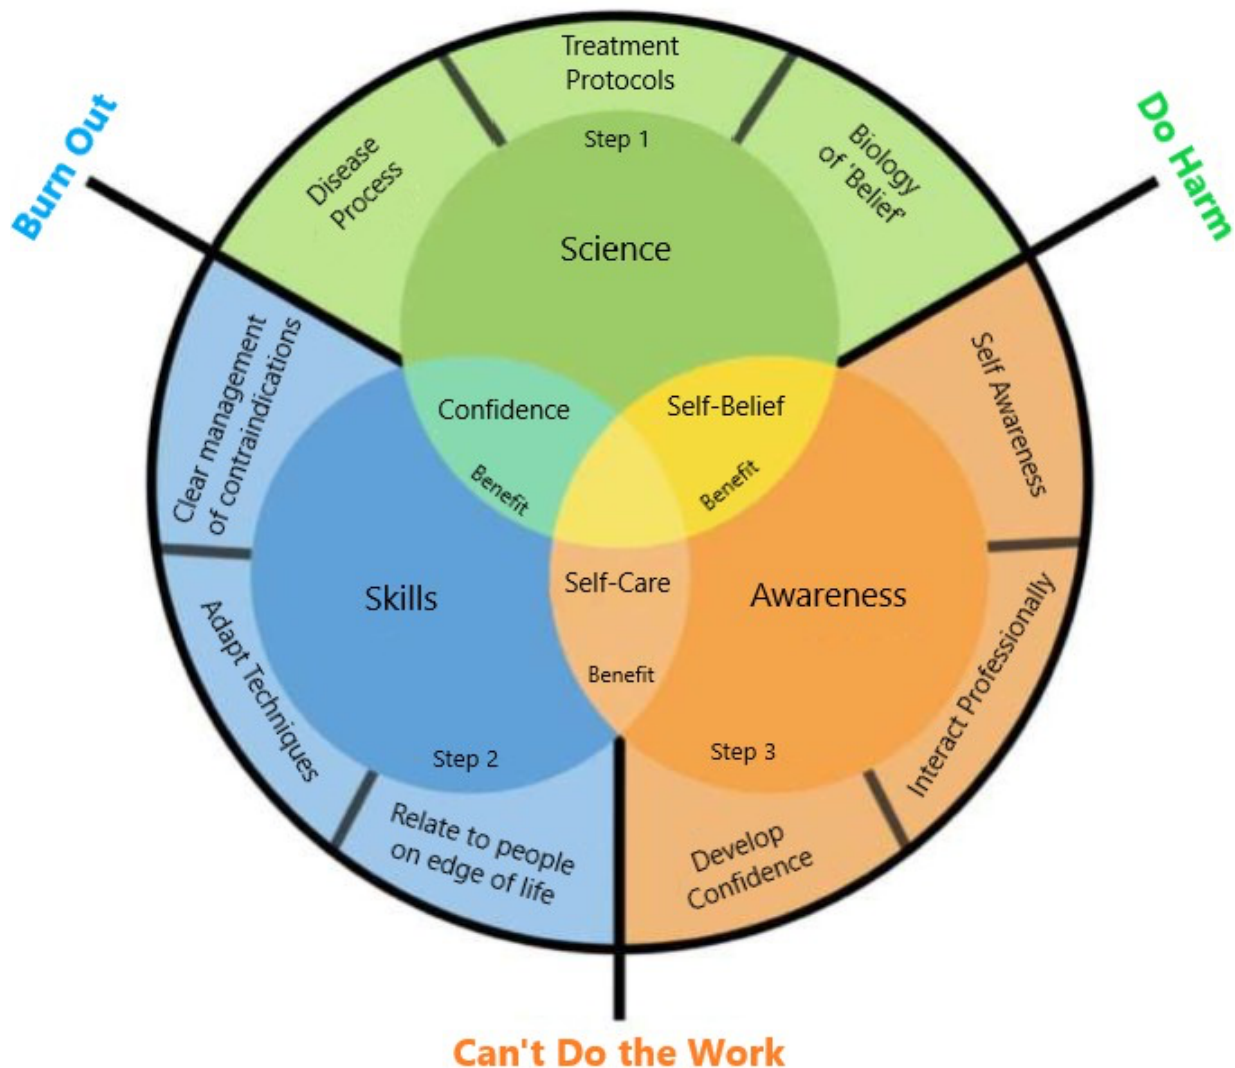 Treatment
Protocols
Step 1
Disease
Process
Biology
of 'Belief'
Burn Out
Do Harm
Science
Clear management
of contraindications
Confidence
Benefit
Self-Belief
Benefit
Self Awareness
Skills
Self-Care
Benefit
Awareness
Adapt Techniques
Step 2
Step 3
Interact Professionally
Relate to people
on edge of life
Develop
Confidence
Can't Do the Work